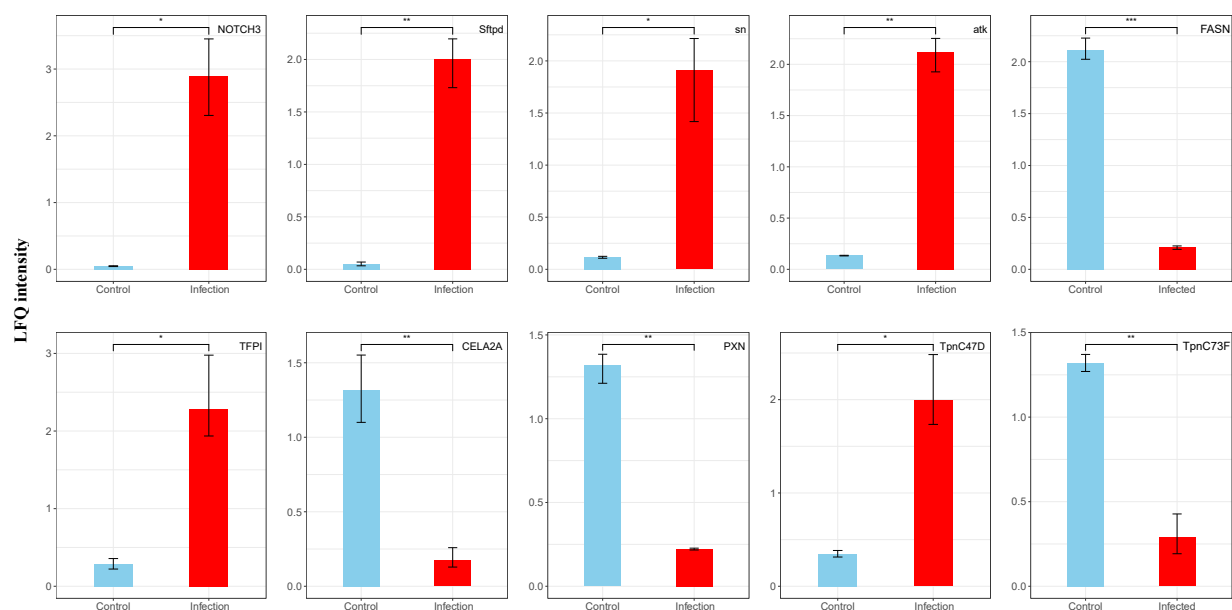 * NOTCH3
3
2
1
0
Control Infection
** Sftpd
2.0
1.5
1.0
0.5
0.0
Control Infection
* sn
2.0
1.5
1.0
0.5
0.0
Control Infection
** atk
2.0
1.5
1.0
0.5
0.0
Control Infection
*** FASN
2.0
1.5
1.0
0.5
0.0
Control Infected
LFQ intensity
* TFPI
3
2
1
0
Control Infection
** CELA2A
1.5
1.0
0.5
0.0
Control Infection
** PXN
1.5
1.0
0.5
0.0
Control Infection
* TpnC47D
2
1
0
Control Infection
** TpnC73F
1.5
1.0
0.5
0.0
Control Infected